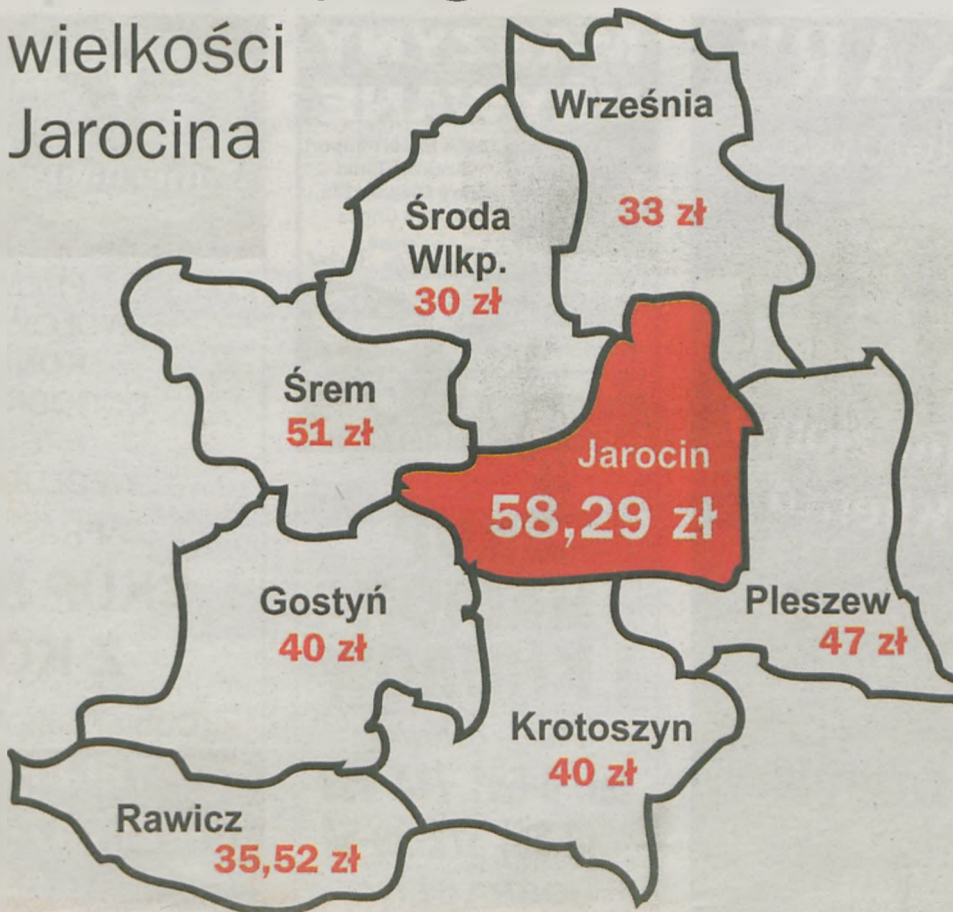 wielkości
Jarocina
Września
33 zł
Środa
Wlkp.
30 zł
Śrem
51 zł
Jarocin
58,29 zł
Gostyń
40 zł
Pleszew
47 zł
Krotoszyn
40 zł
Rawicz
35,52 zł